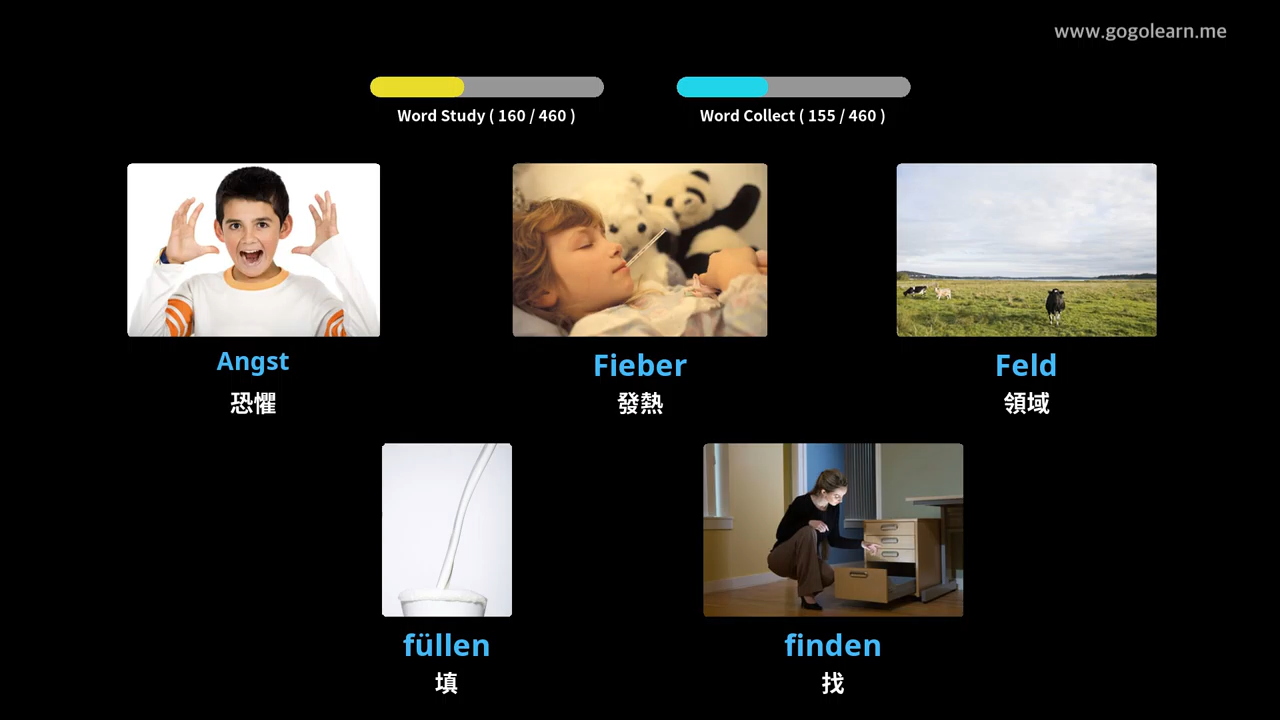 www.gogolearn.me
Word Study ( 160 / 460 )
Word Collect ( 155 / 460 )
Angst
恐懼
Fieber
發熱
Feld
領域
füllen
填
finden
找